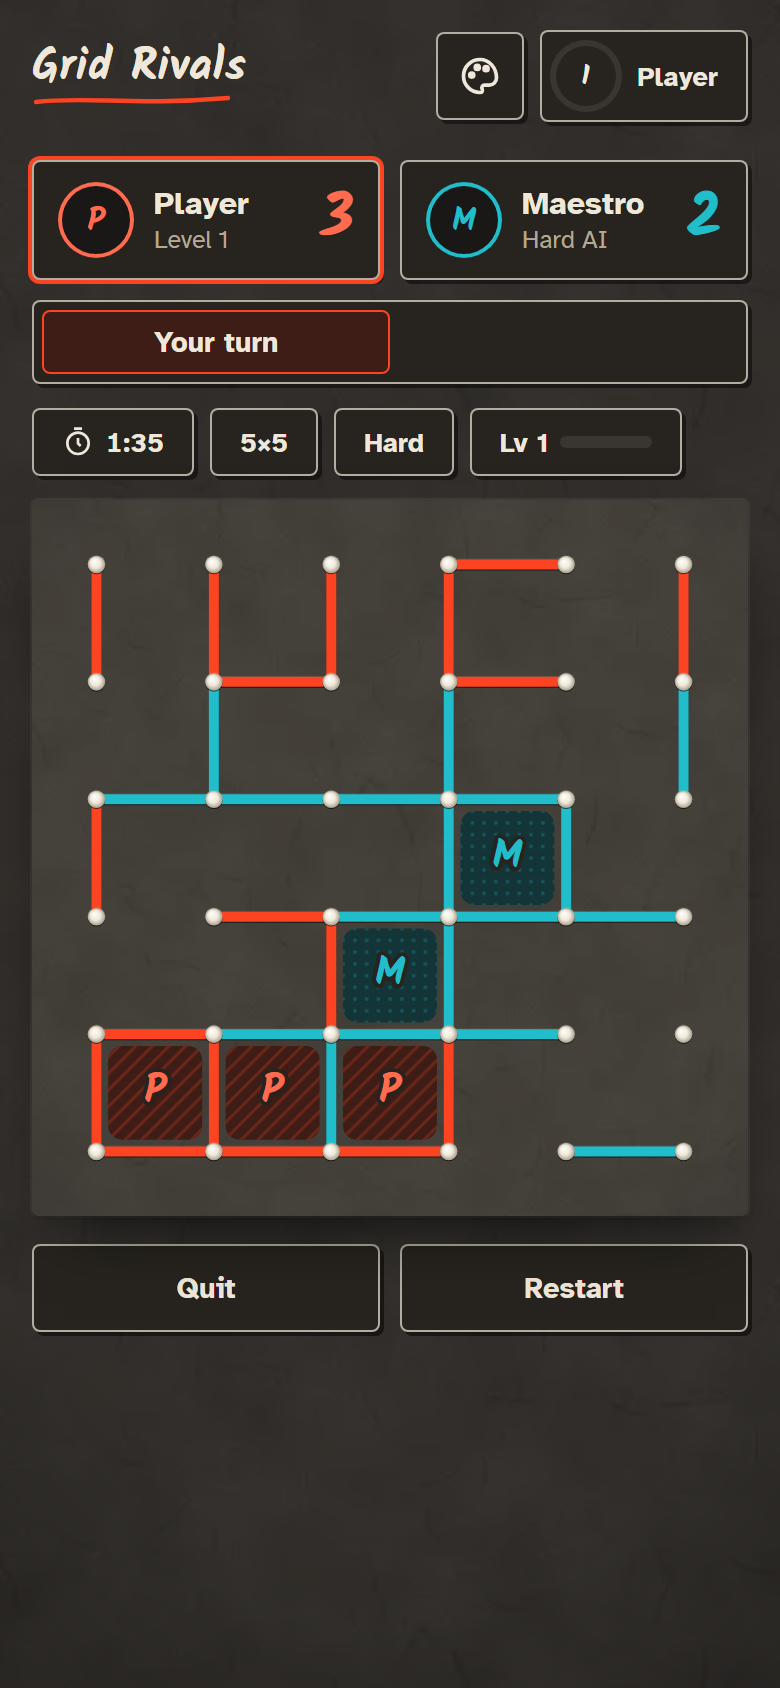 Grid Rivals
1
Player
P
Player
Level 1
3
M
Maestro
Hard AI
2
Your turn
1:35
5×5
Hard
Lv 1
M
M
P
P
P
Quit
Restart